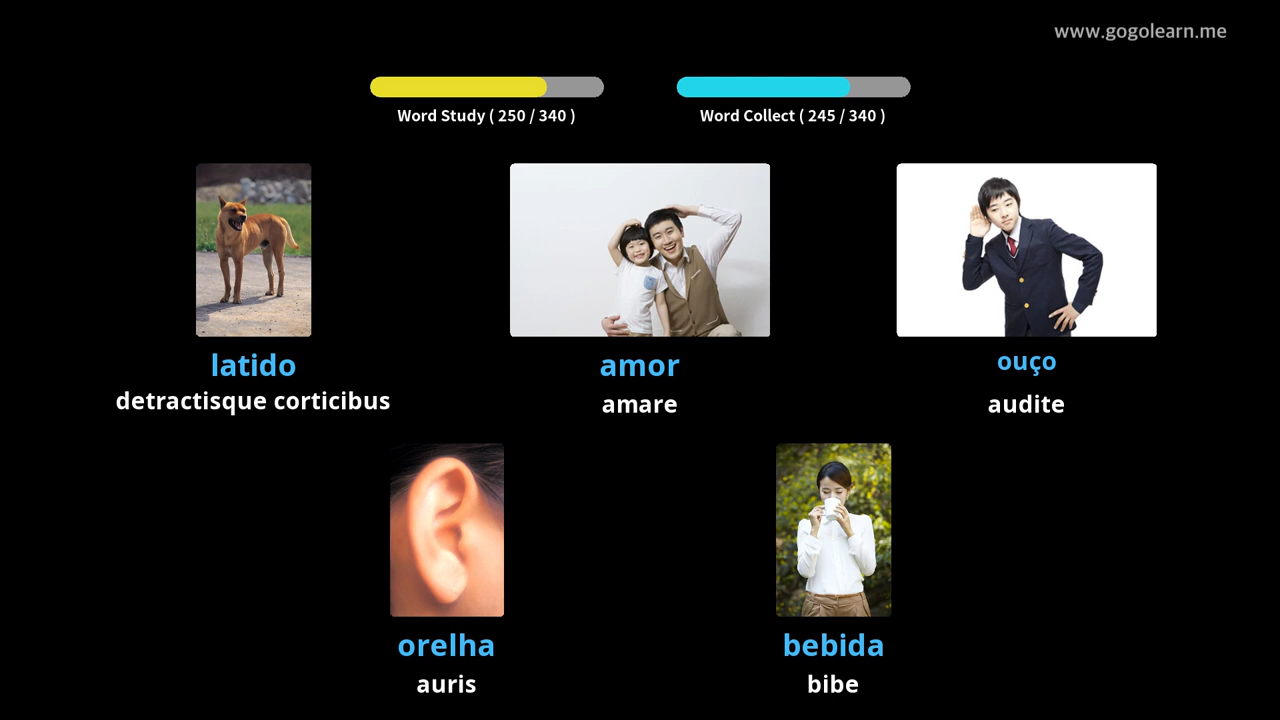 www.gogolearn.me
Word Study ( 250 / 340 )
Word Collect ( 245 / 340 )
latido
detractisque corticibus
amor
amare
ouço
audite
orelha
auris
bebida
bibe